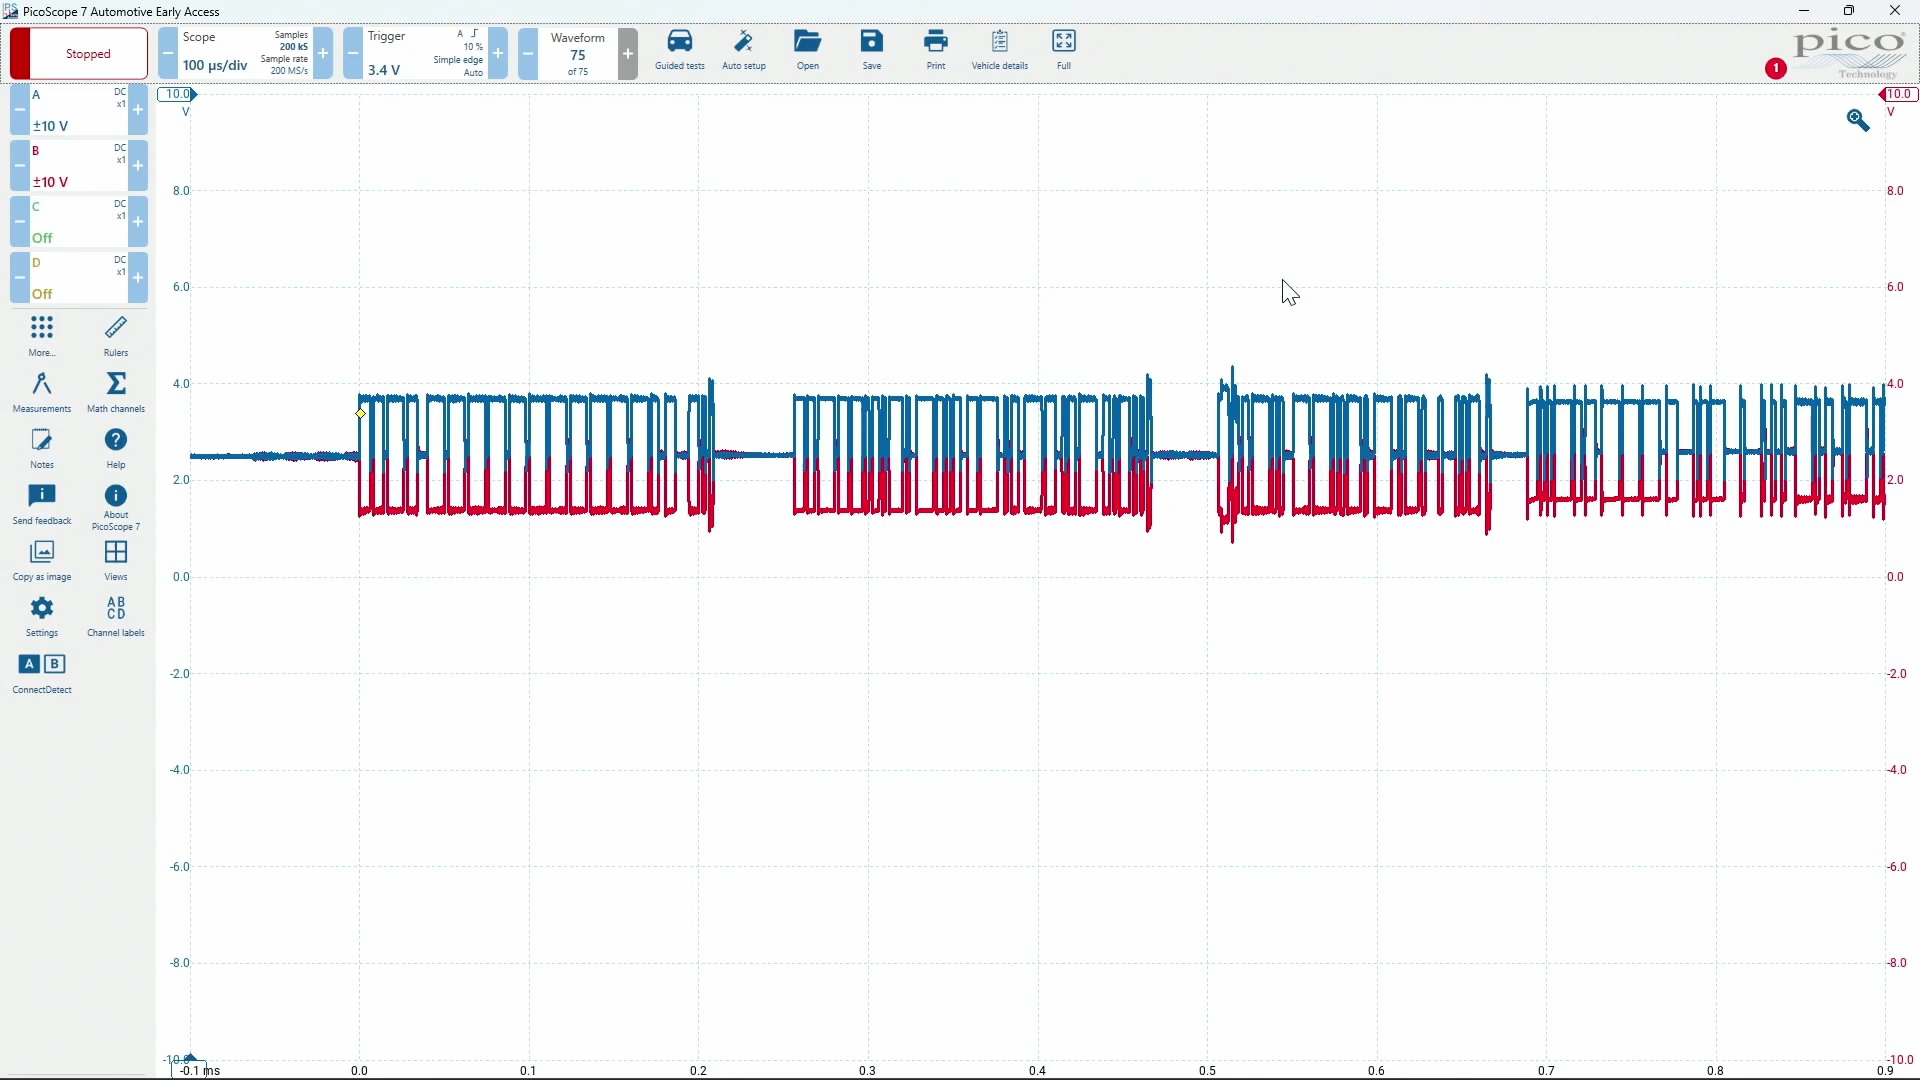 PicoScope 7 Automotive Early Access
Stopped
Scope
100 µs/div
Samples
200 kS
Sample rate
200 MS/s
Trigger
3.4 V
A
10 %
Simple edge
Auto
Waveform
75
of 75
Guided tests
Auto setup
Open
Save
Print
Vehicle details
Full
1
pico
Technology
A
DC
x1
±10 V
B
DC
x1
±10 V
C
DC
x1
Off
D
DC
x1
Off
More...
Rulers
Measurements
Math channels
Notes
Help
Send feedback
About
PicoScope 7
Copy as image
Views
A B
C D
Settings
Channel labels
A B
ConnectDetect
10.0
V
8.0
6.0
4.0
2.0
0.0
-2.0
-4.0
-6.0
-8.0
-10.0
10.0
V
8.0
6.0
4.0
2.0
0.0
-2.0
-4.0
-6.0
-8.0
-10.0
-0.1 ms
0.0
0.1
0.2
0.3
0.4
0.5
0.6
0.7
0.8
0.9